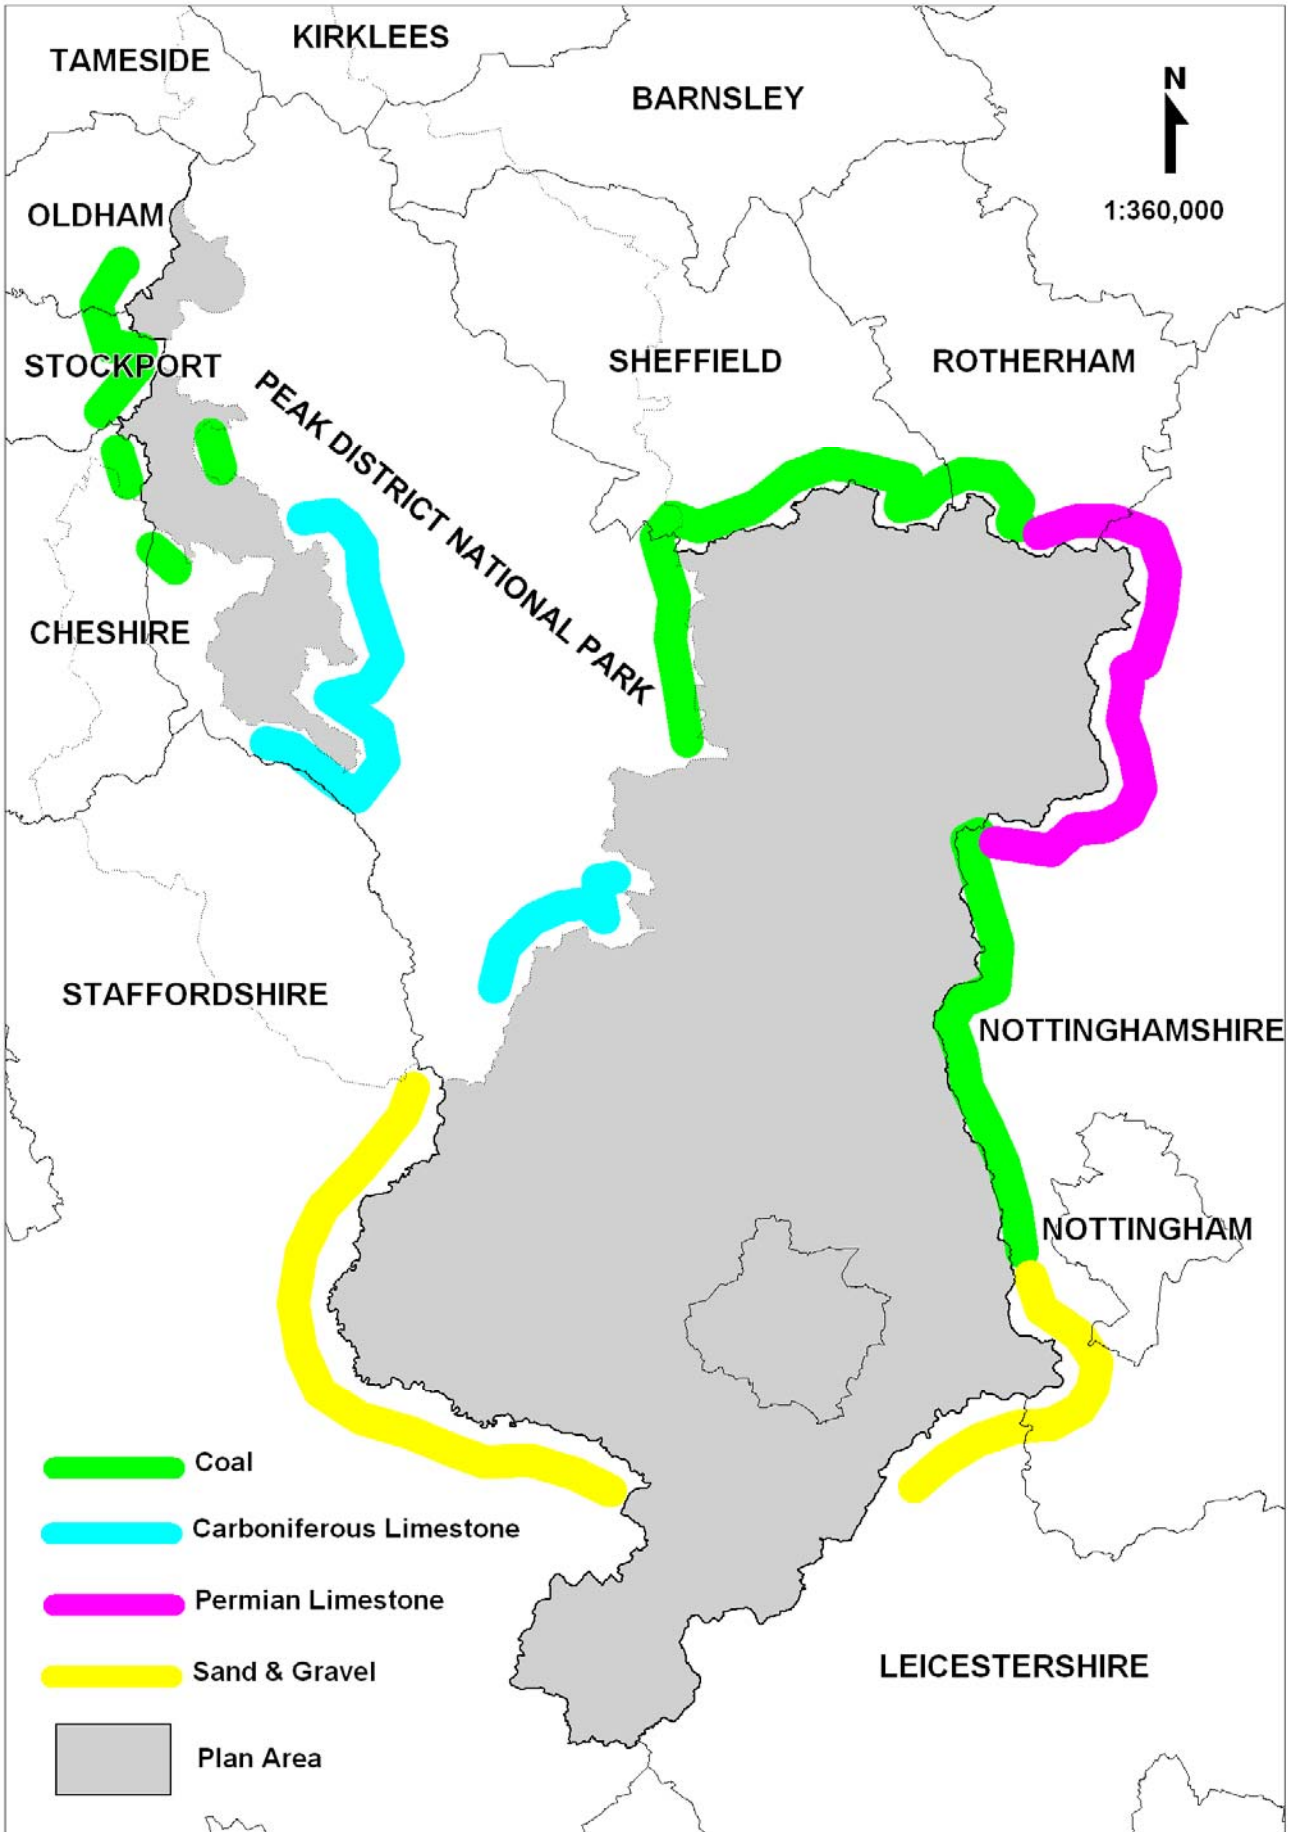 KIRKLEES
TAMESIDE
BARNSLEY
N
1:360,000
OLDHAM
STOCKPORT
SHEFFIELD
ROTHERHAM
PEAK DISTRICT NATIONAL PARK
CHESHIRE
STAFFORDSHIRE
NOTTINGHAMSHIRE
NOTTINGHAM
Coal
Carboniferous Limestone
Permian Limestone
Sand & Gravel
LEICESTERSHIRE
Plan Area